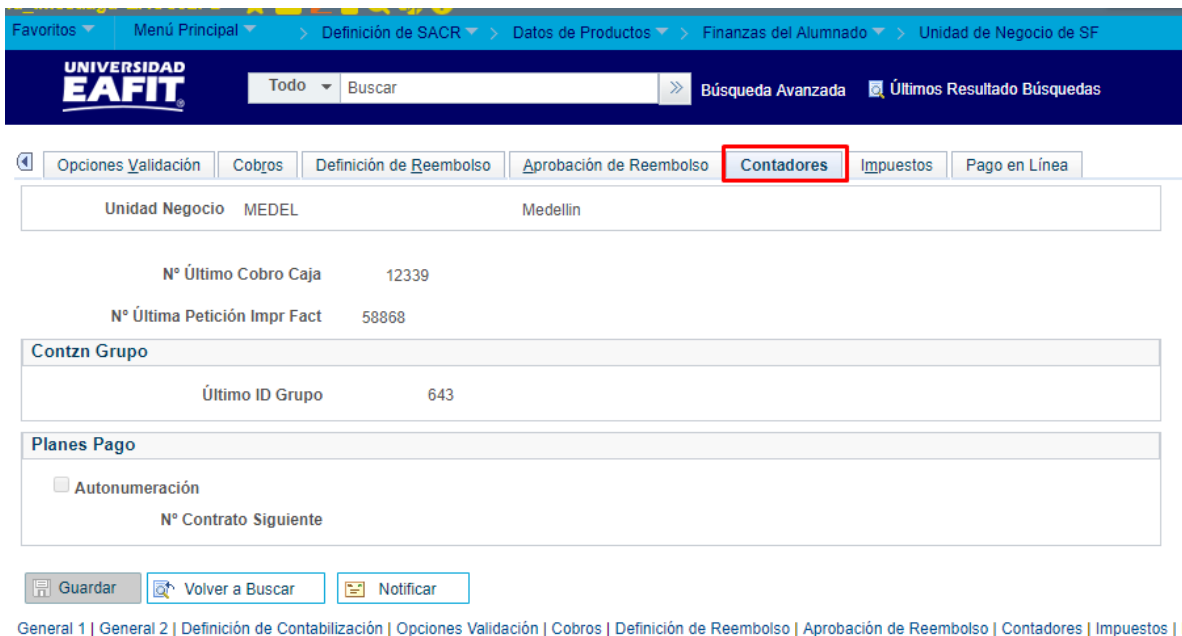 Favoritos Menú Principal > Definición de SACR > Datos de Productos > Finanzas del Alumnado > Unidad de Negocio de SF
UNIVERSIDAD
EAFIT®
Todo Buscar » Búsqueda Avanzada Últimos Resultado Búsquedas
Opciones Validación Cobros Definición de Reembolso Aprobación de Reembolso Contadores Impuestos Pago en Línea
Unidad Negocio MEDEL Medellin
Nº Último Cobro Caja 12339
Nº Última Petición Impr Fact 58868
Contzn Grupo
Último ID Grupo 643
Planes Pago
Autonumeración
Nº Contrato Siguiente
Guardar Volver a Buscar Notificar
General 1 | General 2 | Definición de Contabilización | Opciones Validación | Cobros | Definición de Reembolso | Aprobación de Reembolso | Contadores | Impuestos |